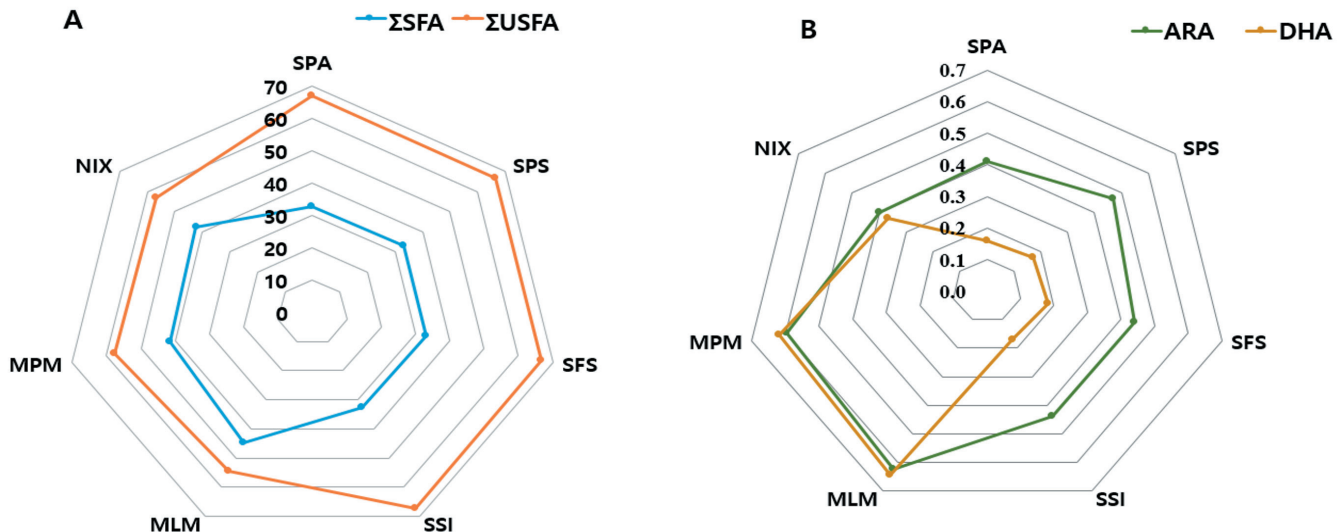 A
ΣSFA ΣUSFA
SPA
70
60
50
40
30
20
10
0
NIX
SPS
MPM
SFS
MLM
SSI
B
ARA DHA
SPA
0.7
0.6
0.5
0.4
0.3
0.2
0.1
0.0
NIX
SPS
MPM
SFS
MLM
SSI